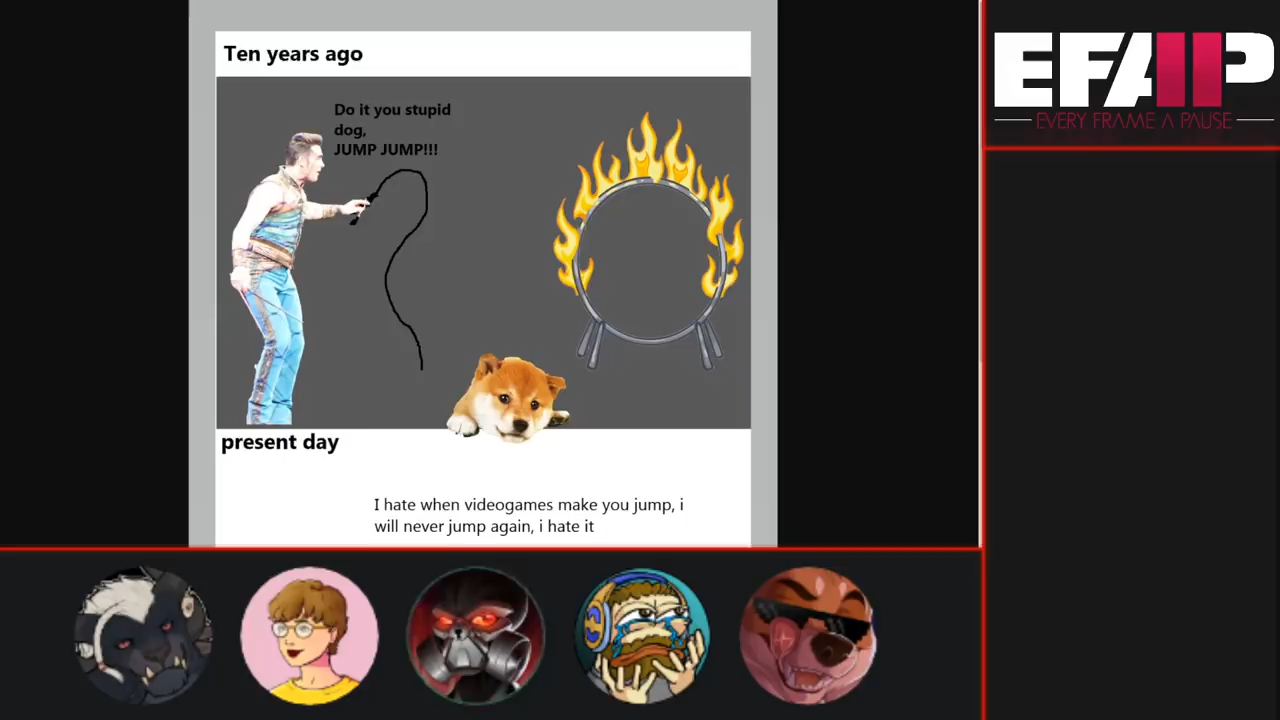 Ten years ago
Do it you stupid
dog,
JUMP JUMP!!!
present day
I hate when videogames make you jump, i
will never jump again, i hate it
EFAP
EVERY FRAME A PAUSE